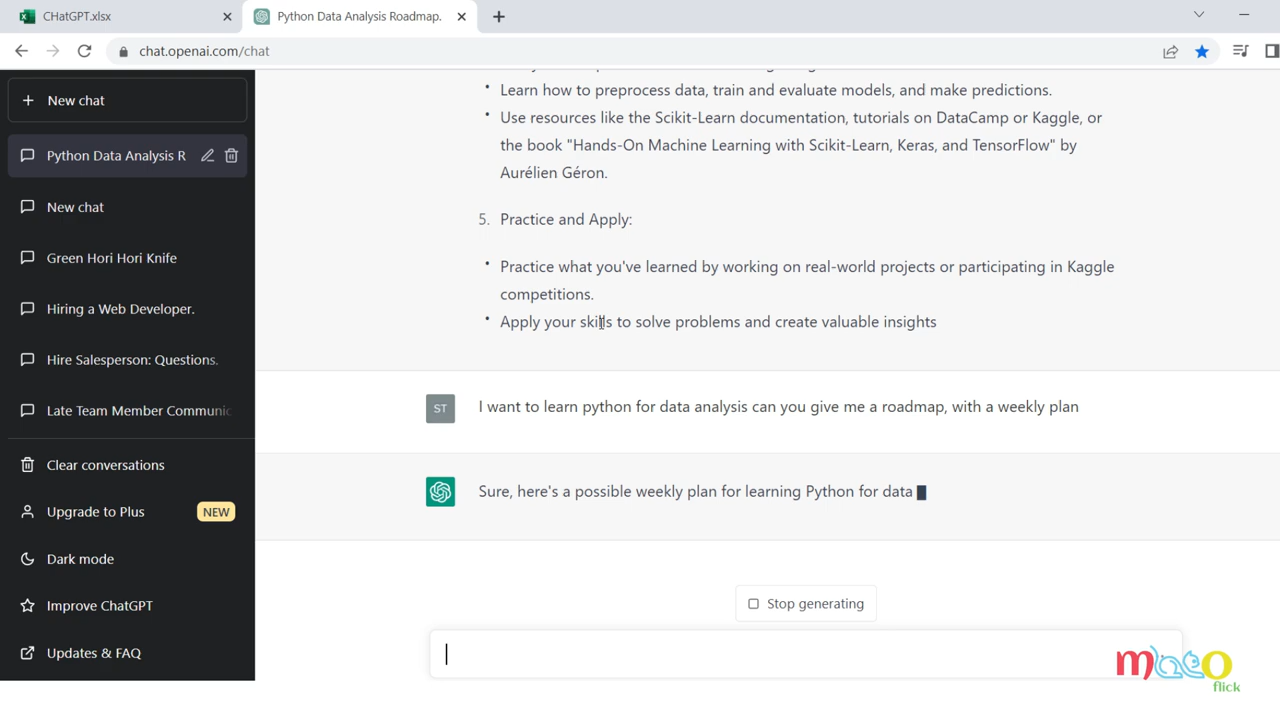 CHatGPT.xlsx
Python Data Analysis Roadmap.
chat.openai.com/chat
New chat
Python Data Analysis R
New chat
Green Hori Hori Knife
Hiring a Web Developer.
Hire Salesperson: Questions.
Late Team Member Communic
Clear conversations
Upgrade to Plus NEW
Dark mode
Improve ChatGPT
Updates & FAQ
• Learn how to preprocess data, train and evaluate models, and make predictions.
• Use resources like the Scikit-Learn documentation, tutorials on DataCamp or Kaggle, or
the book "Hands-On Machine Learning with Scikit-Learn, Keras, and TensorFlow" by
Aurélien Géron.
5. Practice and Apply:
• Practice what you've learned by working on real-world projects or participating in Kaggle
competitions.
• Apply your skills to solve problems and create valuable insights
ST I want to learn python for data analysis can you give me a roadmap, with a weekly plan
Sure, here's a possible weekly plan for learning Python for data
Stop generating
flick